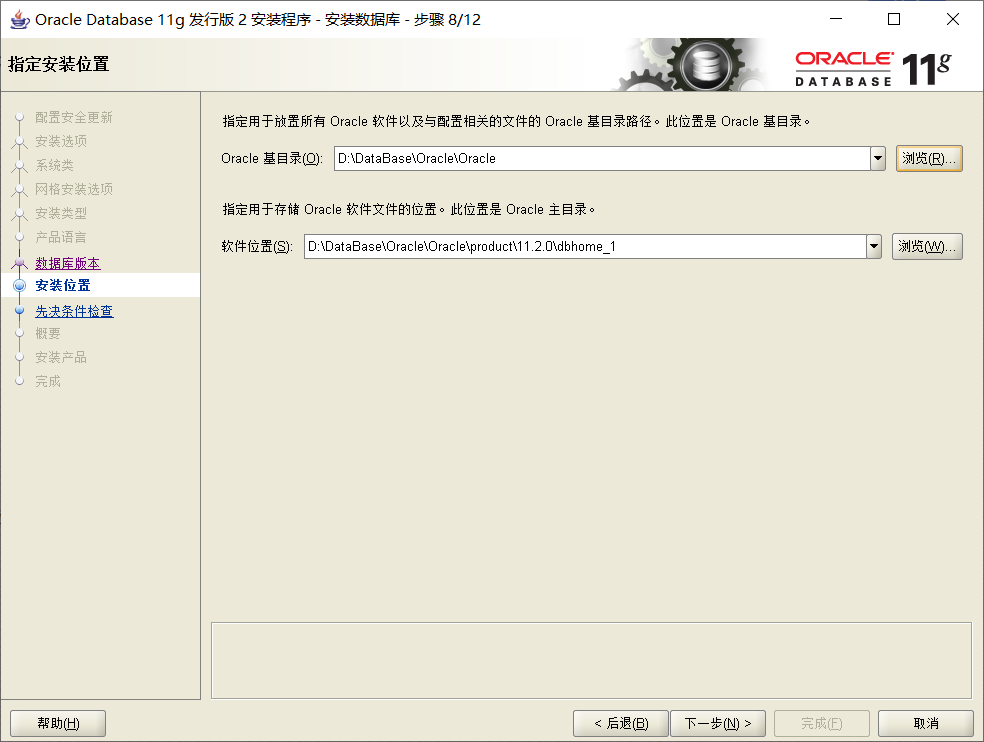 Oracle Database 11g 发行版 2 安装程序 - 安装数据库 - 步骤 8/12
指定安装位置
ORACLE
DATABASE
11g
配置安全更新
安装选项
系统类
网格安装选项
安装类型
产品语言
数据库版本
安装位置
先决条件检查
概要
安装产品
完成
指定用于放置所有 Oracle 软件以及与配置相关的文件的 Oracle 基目录路径。此位置是 Oracle 基目录。
Oracle 基目录(O): D:\DataBase\Oracle\Oracle 浏览(R)...
指定用于存储 Oracle 软件文件的位置。此位置是 Oracle 主目录。
软件位置(S): D:\DataBase\Oracle\Oracle\product\11.2.0\dbhome_1 浏览(W)...
帮助(H) < 后退(B) 下一步(N) > 完成(F) 取消